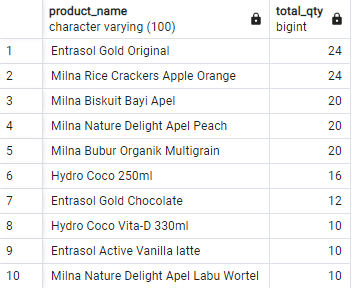 product_name total_qty
character varying (100) bigint
1 Entrasol Gold Original 24
2 Milna Rice Crackers Apple Orange 24
3 Milna Biskuit Bayi Apel 20
4 Milna Nature Delight Apel Peach 20
5 Milna Bubur Organik Multigrain 20
6 Hydro Coco 250ml 16
7 Entrasol Gold Chocolate 12
8 Hydro Coco Vita-D 330ml 10
9 Entrasol Active Vanilla latte 10
10 Milna Nature Delight Apel Labu Wortel 10